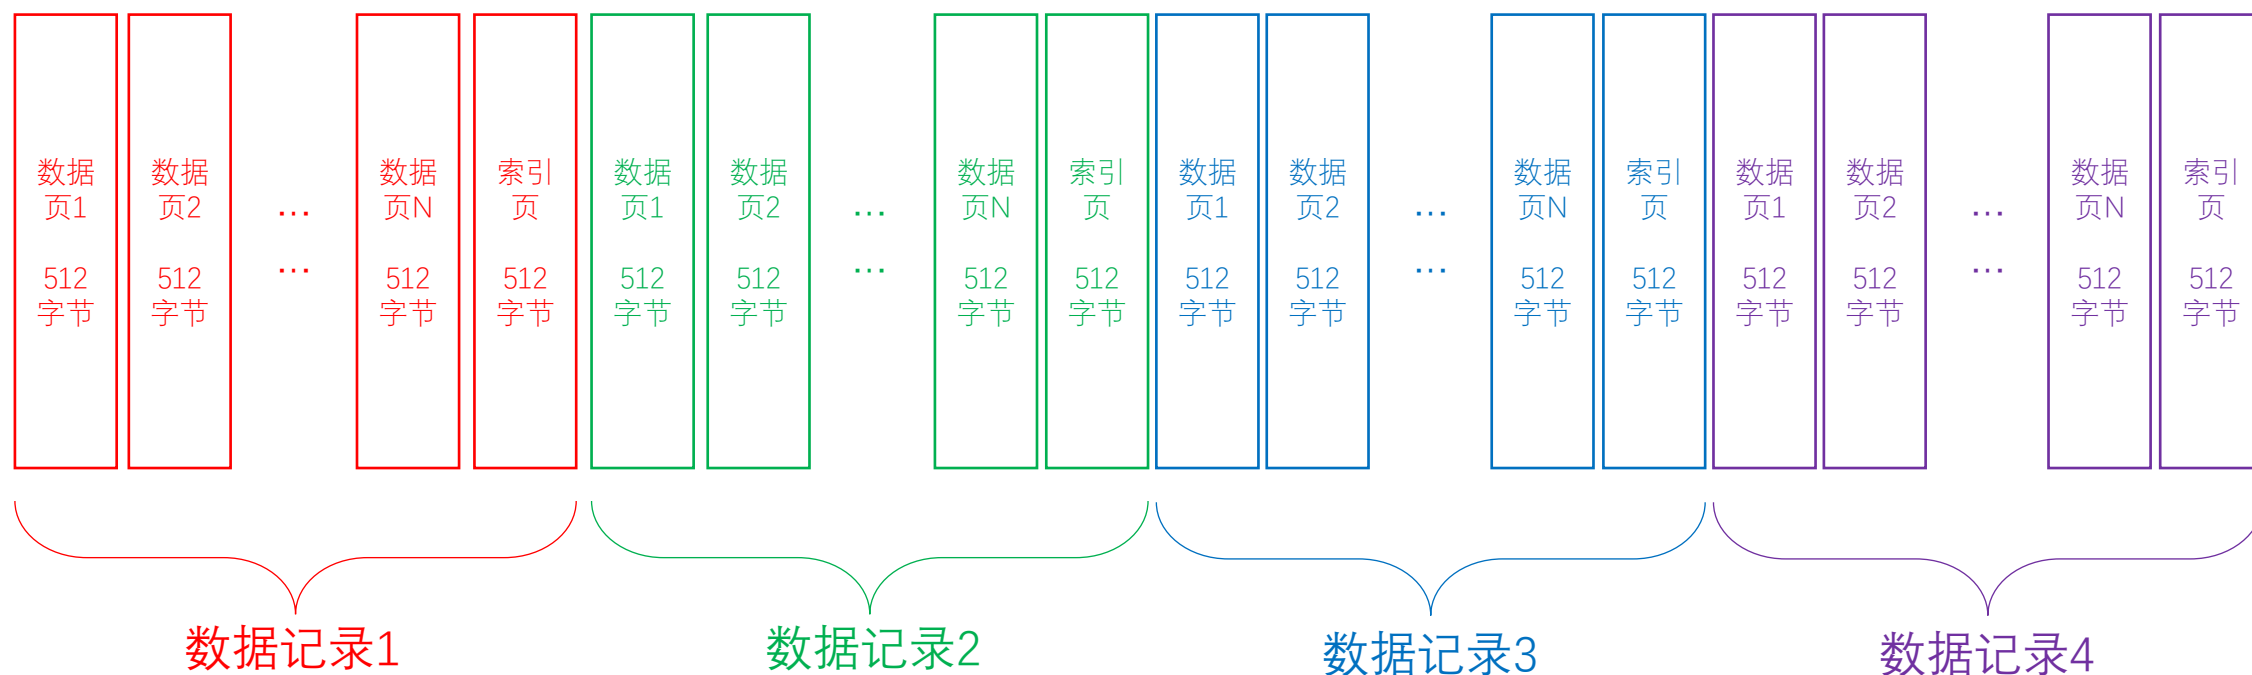 数据
页1
512
字节
数据
页2
512
字节
...
...
数据
页N
512
字节
索引
页
512
字节
数据
页1
512
字节
数据
页2
512
字节
...
...
数据
页N
512
字节
索引
页
512
字节
数据
页1
512
字节
数据
页2
512
字节
...
...
数据
页N
512
字节
索引
页
512
字节
数据
页1
512
字节
数据
页2
512
字节
...
...
数据
页N
512
字节
索引
页
512
字节
数据记录1
数据记录2
数据记录3
数据记录4